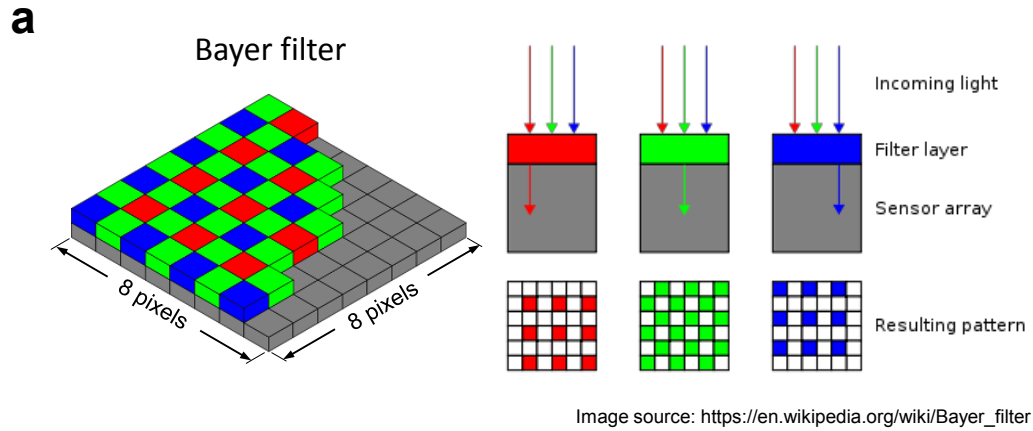 a
Bayer filter
8 pixels
8 pixels
Incoming light
Filter layer
Sensor array
Resulting pattern
Image source: https://en.wikipedia.org/wiki/Bayer_filter